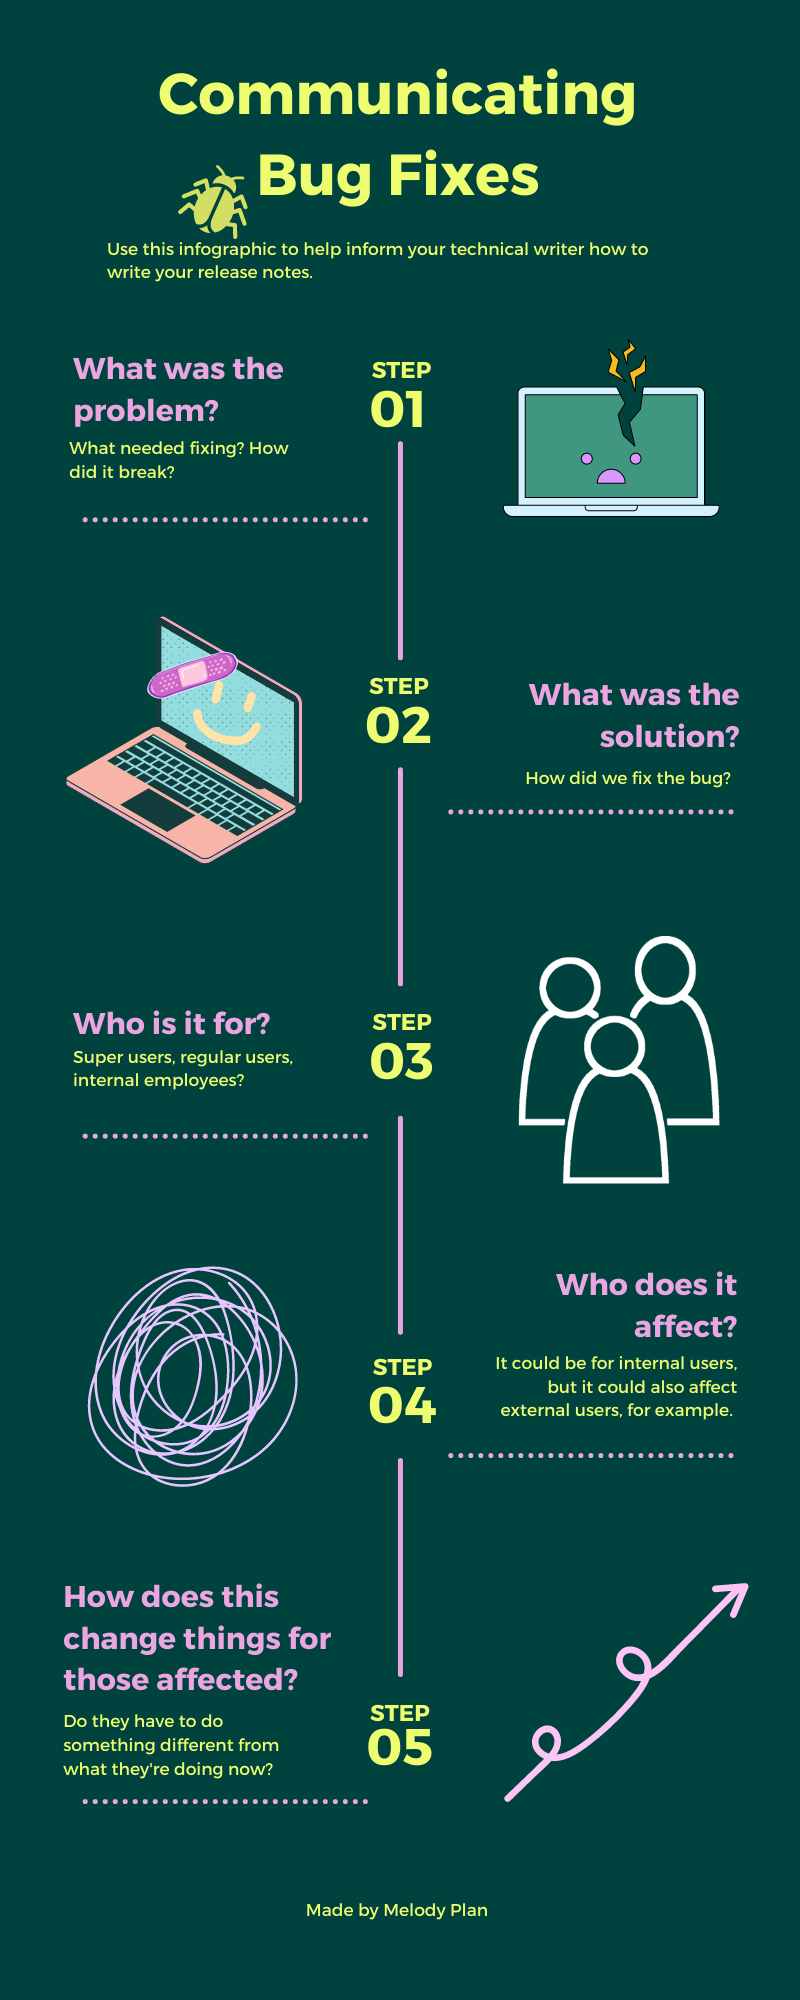 Communicating
Bug Fixes
Use this infographic to help inform your technical writer how to
write your release notes.
What was the
problem?
What needed fixing? How
did it break?
STEP
01
STEP
02
What was the
solution?
How did we fix the bug?
Who is it for?
Super users, regular users,
internal employees?
STEP
03
STEP
04
Who does it
affect?
It could be for internal users,
but it could also affect
external users, for example.
How does this
change things for
those affected?
Do they have to do
something different from
what they're doing now?
STEP
05
Made by Melody Plan